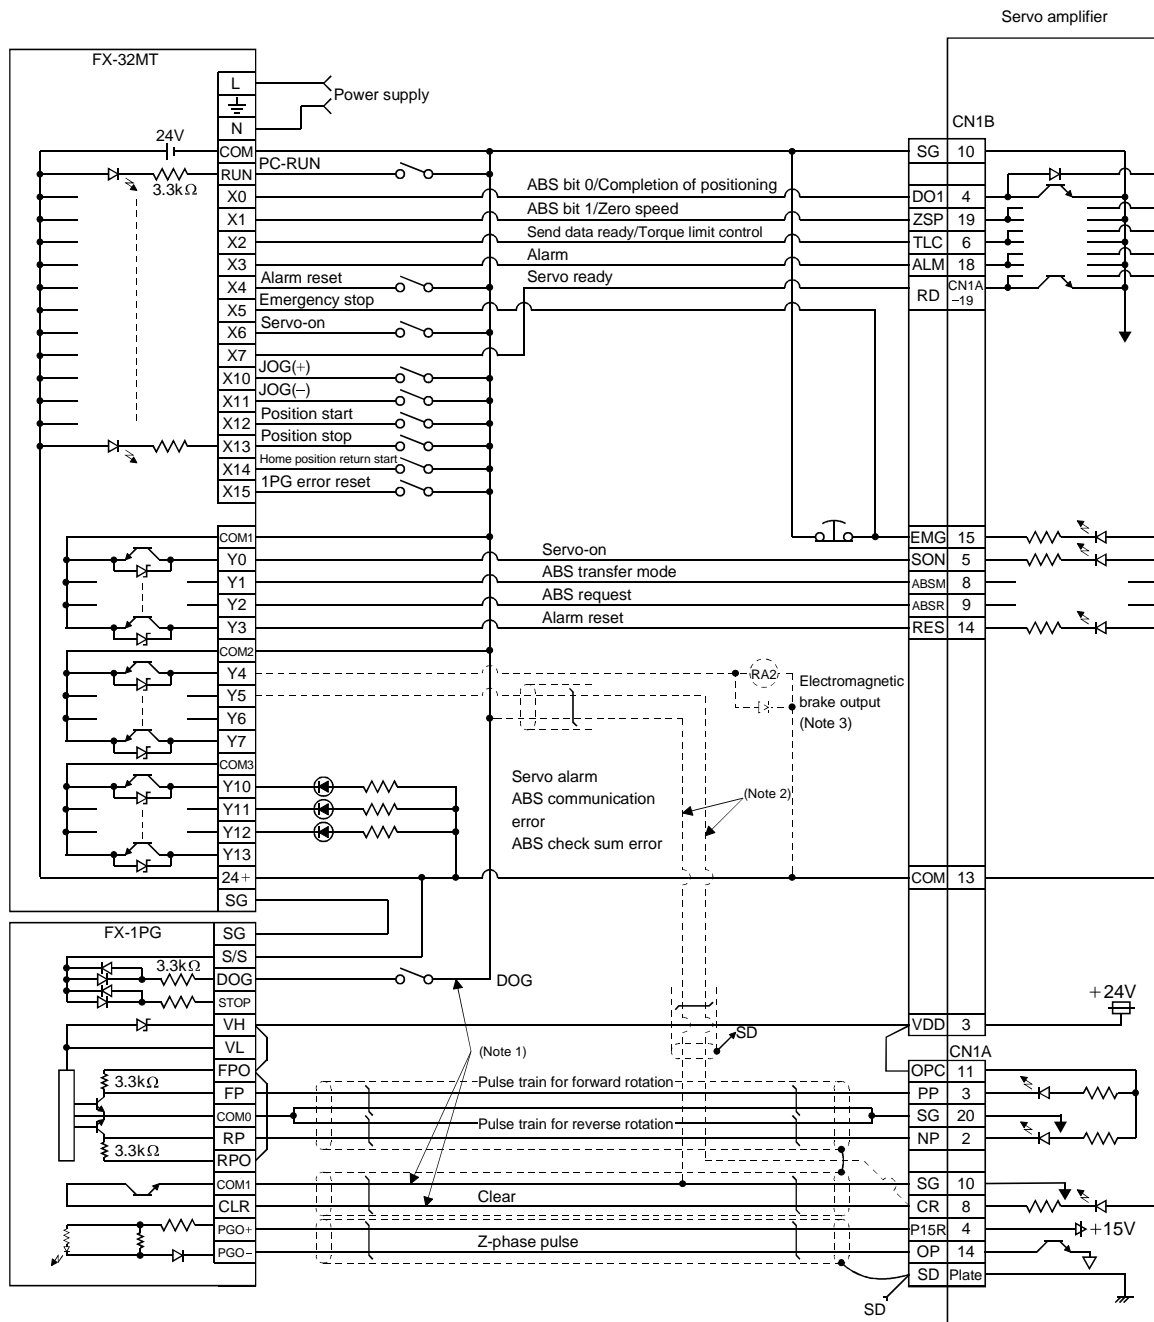 Servo amplifier
FX-32MT
L
Power supply
N
CN1B
24V
COM
SG 10
PC-RUN
RUN
3.3kΩ
ABS bit 0/Completion of positioning
X0
DO1 4
ABS bit 1/Zero speed
X1
ZSP 19
Send data ready/Torque limit control
X2
TLC 6
Alarm
X3
ALM 18
Alarm reset
Servo ready
X4
RD
CN1A
–19
Emergency stop
X5
Servo-on
X6
X7
JOG(+)
X10
JOG(–)
X11
Position start
X12
Position stop
X13
Home position return start
X14
1PG error reset
X15
COM1
EMG 15
Servo-on
Y0
SON 5
ABS transfer mode
Y1
ABSM 8
ABS request
Y2
ABSR 9
Alarm reset
Y3
RES 14
COM2
Y4
RA2
Electromagnetic
brake output
(Note 3)
Y5
Y6
Y7
COM3
Y10
Servo alarm
Y11
ABS communication
error
Y12
ABS check sum error
(Note 2)
Y13
24+
COM 13
SG
FX-1PG
SG
S/S
3.3kΩ
DOG
DOG
STOP
+24V
VH
VDD 3
SD
VL
(Note 1)
CN1A
FPO
OPC 11
3.3kΩ
Pulse train for forward rotation
FP
PP 3
COM0
SG 20
Pulse train for reverse rotation
RP
NP 2
3.3kΩ
RPO
COM1
SG 10
Clear
CLR
CR 8
PGO+
P15R 4
+15V
Z-phase pulse
PGO–
OP 14
SD Plate
SD